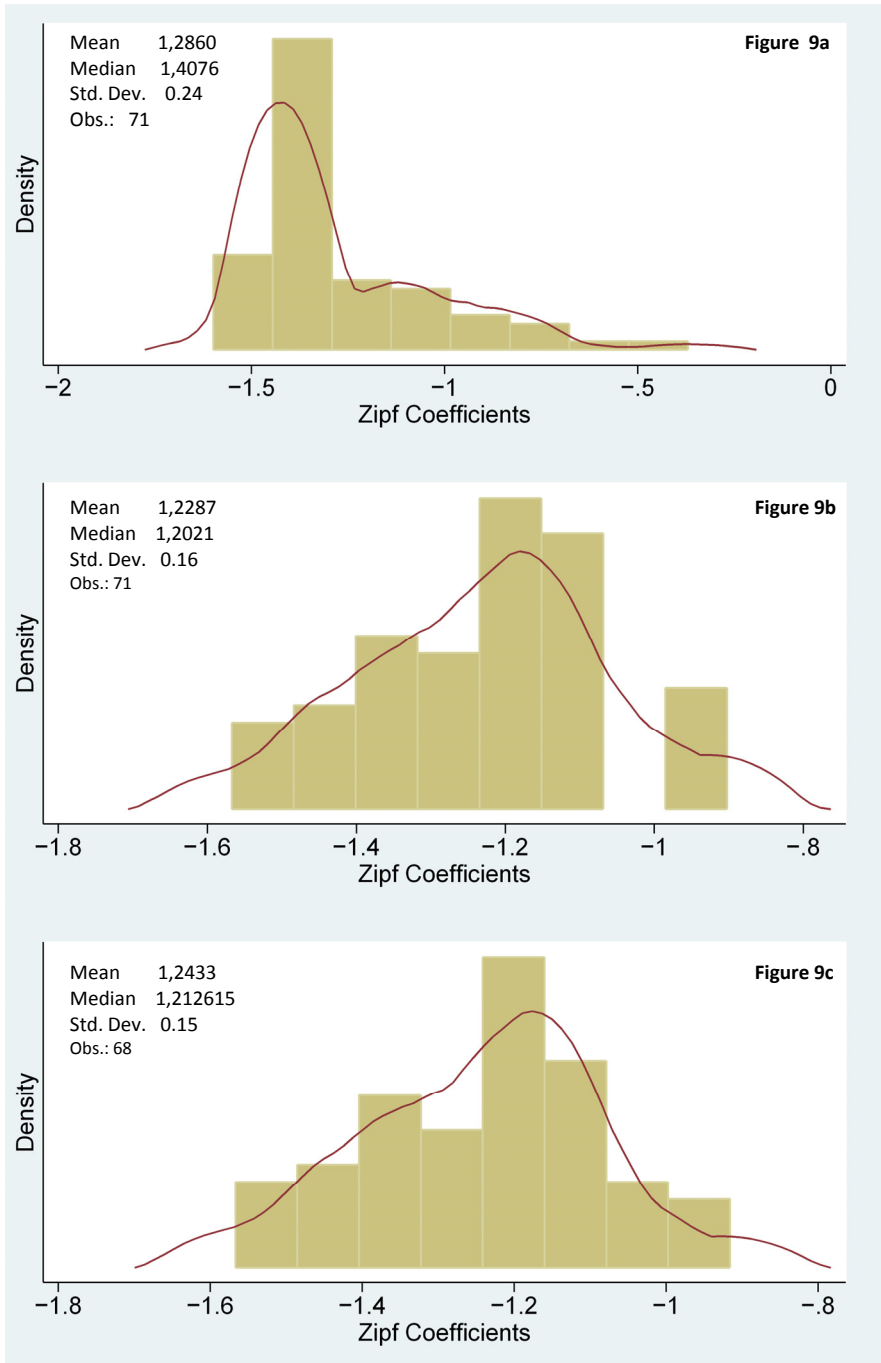 Mean 1,2860
Figure 9a
Median 1,4076
Std. Dev. 0.24
Obs.: 71
Density
−2 −1.5 −1 −.5 0
Zipf Coefficients
Mean 1,2287
Figure 9b
Median 1,2021
Std. Dev. 0.16
Obs.: 71
Density
−1.8 −1.6 −1.4 −1.2 −1 −.8
Zipf Coefficients
Mean 1,2433
Figure 9c
Median 1,212615
Std. Dev. 0.15
Obs.: 68
Density
−1.8 −1.6 −1.4 −1.2 −1 −.8
Zipf Coefficients